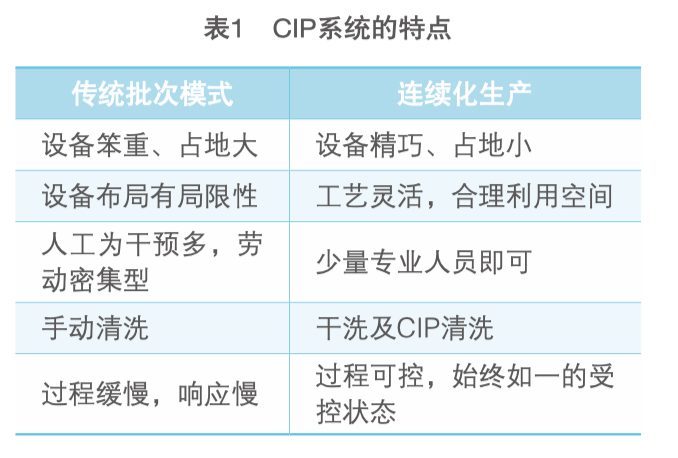 表1 CIP系统的特点
传统批次模式 连续化生产
设备笨重、占地大 设备精巧、占地小
设备布局有局限性 工艺灵活，合理利用空间
人工为干预多，劳
动密集型
少量专业人员即可
手动清洗 干洗及CIP清洗
过程缓慢，响应慢
过程可控，始终如一的受
控状态